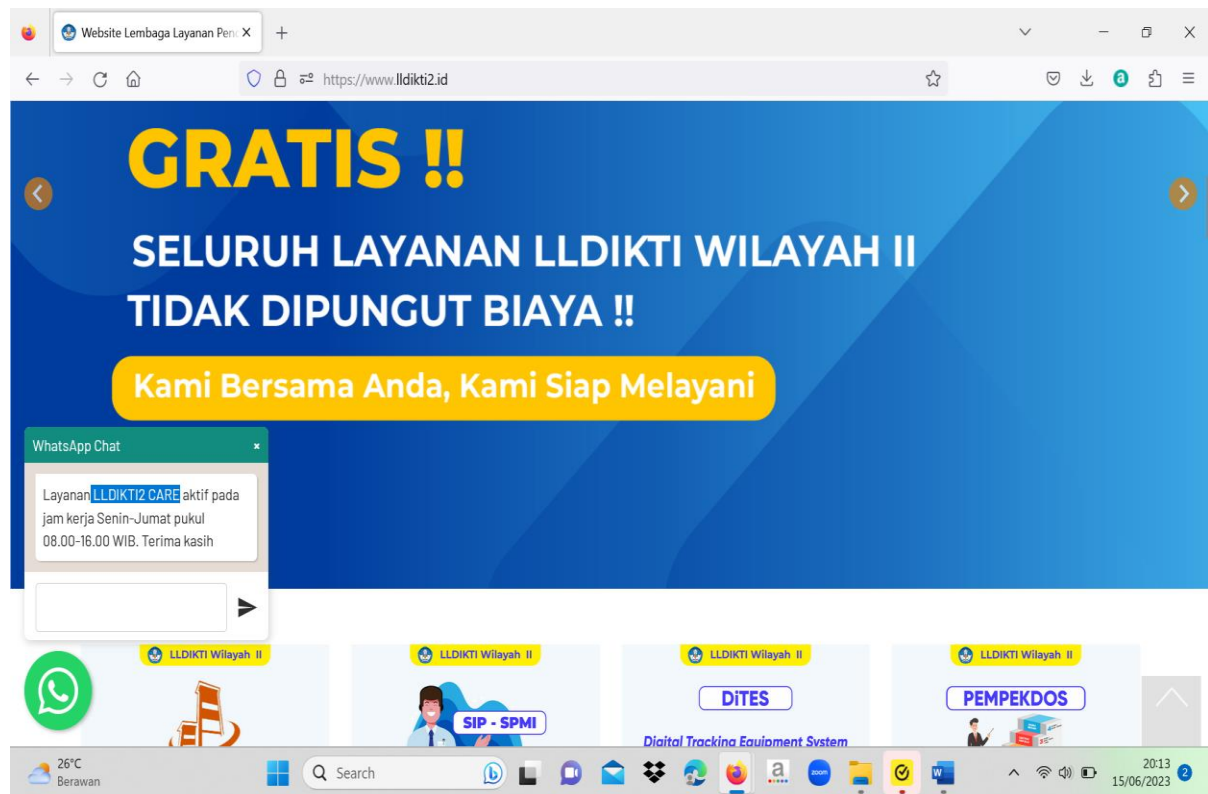 Website Lembaga Layanan Pen
https://www.lldikti2.id
GRATIS !!
SELURUH LAYANAN LLDIKTI WILAYAH II
TIDAK DIPUNGUT BIAYA !!
Kami Bersama Anda, Kami Siap Melayani
WhatsApp Chat
Layanan LLDIKTI2 CARE aktif pada
jam kerja Senin-Jumat pukul
08.00-16.00 WIB. Terima kasih
LLDIKTI Wilayah II
LLDIKTI Wilayah II
SIP - SPMI
LLDIKTI Wilayah II
DiTES
Digital Tracking Equipment System
LLDIKTI Wilayah II
PEMPEKDOS
26°C
Berawan
Search
a
zoom
W
20:13
15/06/2023
2